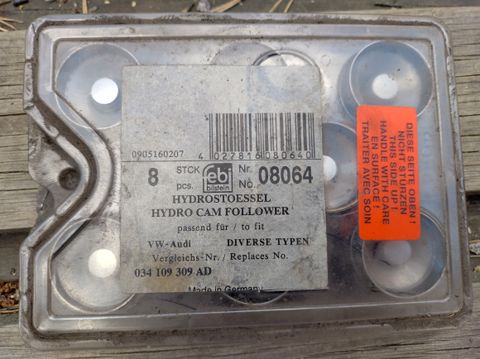 0905160207
4 027816 080640
8 STCK pcs. febi bilstein Nr. No. 08064
HYDROSTOESSEL
HYDRO CAM FOLLOWER
passend für / to fit
VW-Audi DIVERSE TYPEN
Vergleichs-Nr. / Replaces No.
034 109 309 AD
Made in Germany
DIESE SEITE OBEN!
NICHT STÜRZEN
THIS SIDE UP!
HANDLE WITH CARE
EN SURFACE!
TRAITER AVEC SOIN